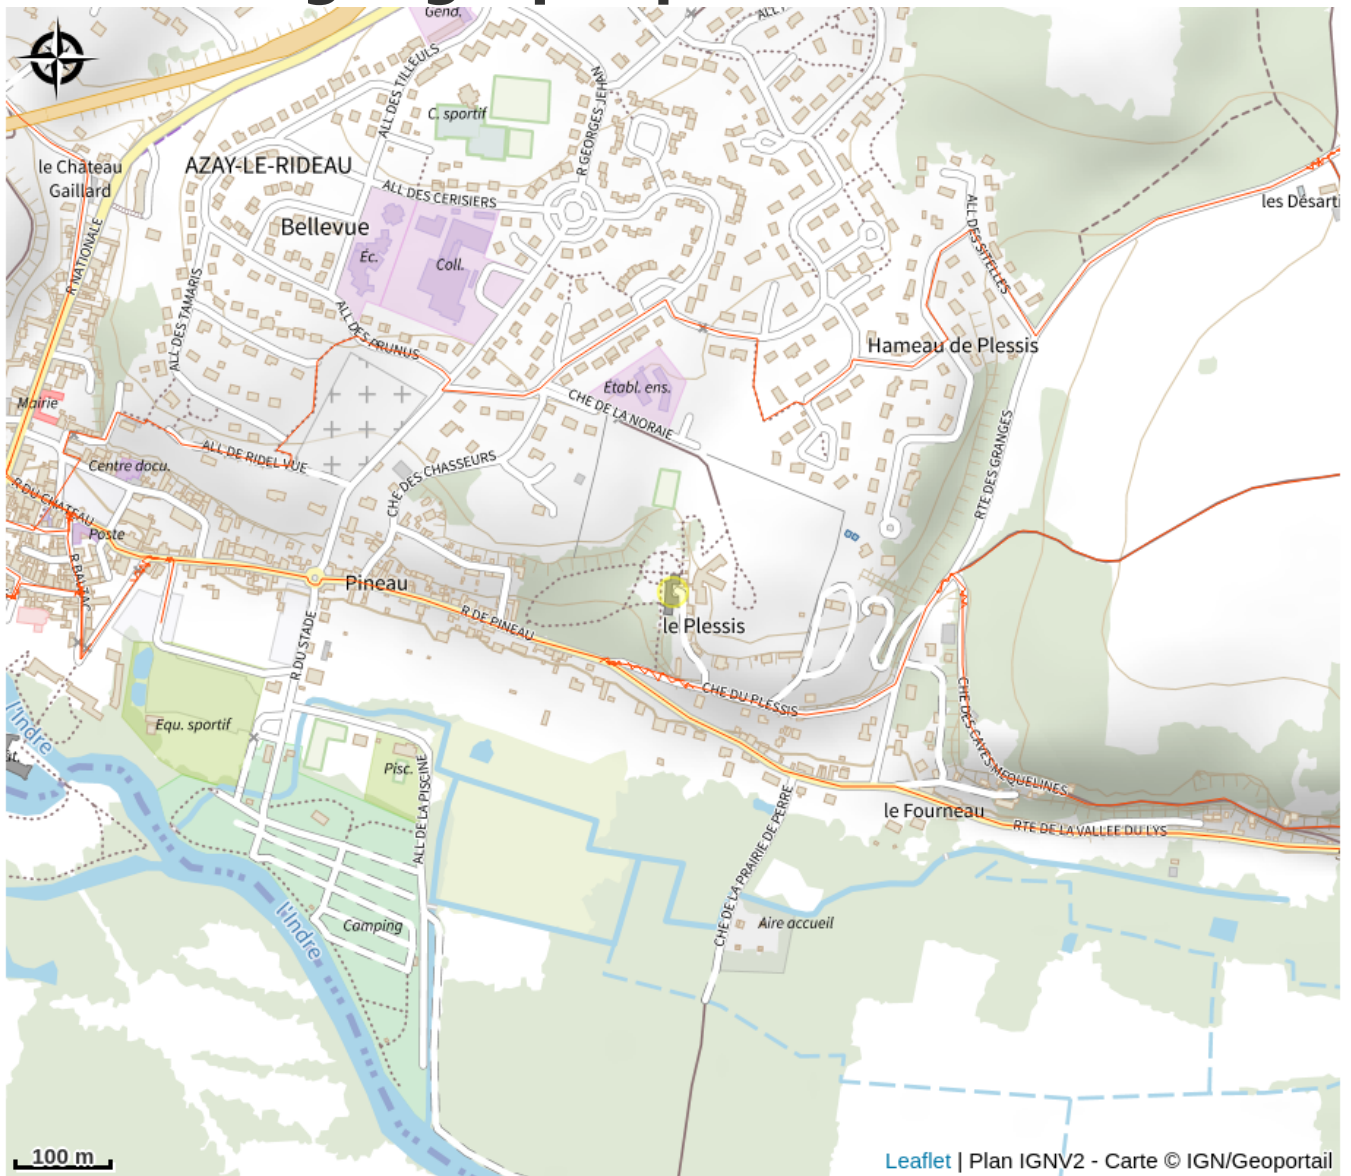 Gend.
ALL DES TILLEULS
R GEORGES JEHAN
C. sportif
le Château
Gaillard
AZAY-LE-RIDEAU
ALL DES CERISIERS
Bellevue
Éc.
Coll.
R NATIONALE
ALL DES TAMARIS
ALL DES PRUNUS
ALL DES SITELLES
les Désarti
Hameau de Plessis
Établ. ens.
CHE DE LA NORAIE
Mairie
ALL DE RIDEL VUE
Centre docu.
CHE DES CHASSEURS
RTE DES GRANGES
R DU CHATEAU
Poste
R BALZAC
Pineau
R DE PINEAU
le Plessis
R DU STADE
CHE DU PLESSIS
CHE DES CAVES MEQUELINES
l'Indre
Equ. sportif
Pisc.
ALL DE LA PISCINE
le Fourneau
RTE DE LA VALLEE DU LYS
CHE DE LA PRAIRIE DE PERRE
Camping
Aire accueil
l'Indre
100 m
Leaflet | Plan IGNV2 - Carte © IGN/Geoportail